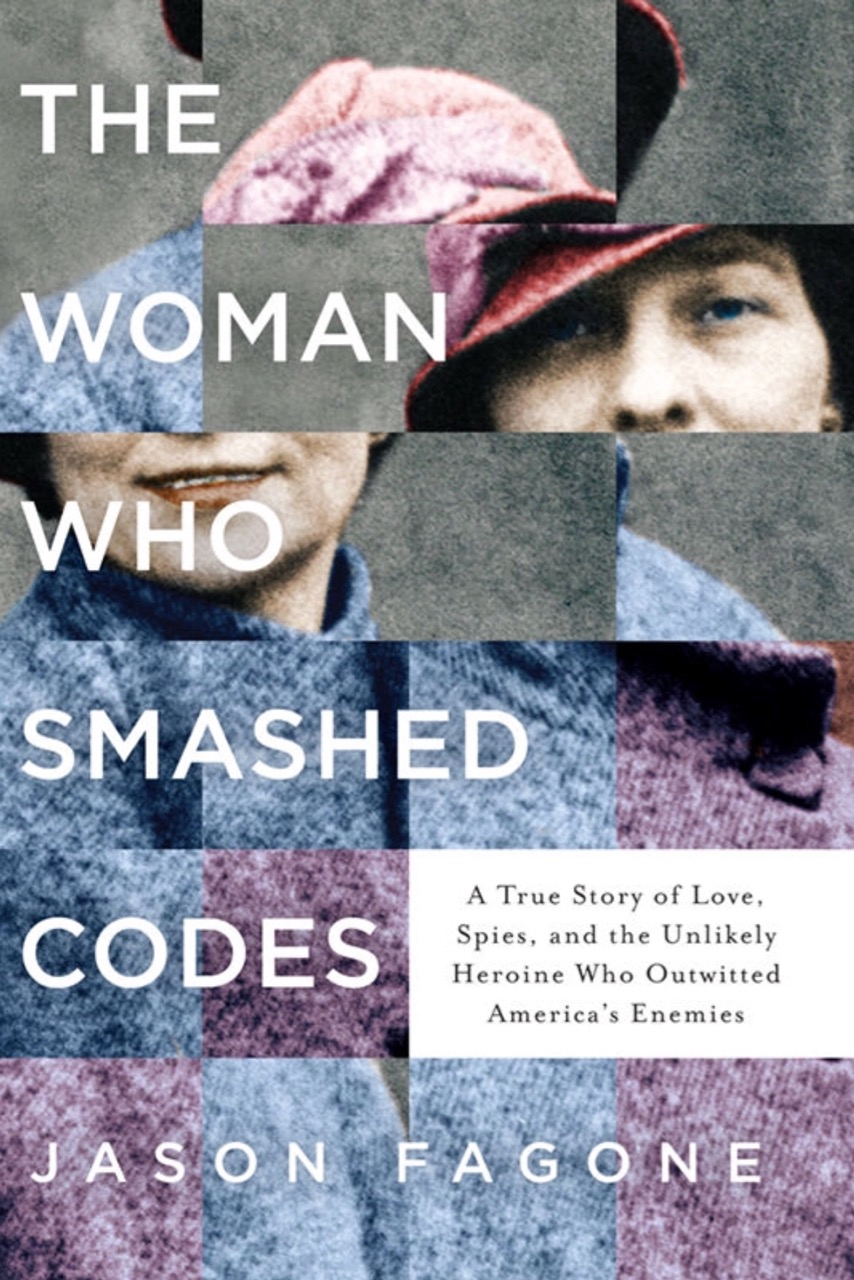 THE
WOMAN
WHO
SMASHED
CODES
A True Story of Love,
Spies, and the Unlikely
Heroine Who Outwitted
America's Enemies
JASON FAGONE